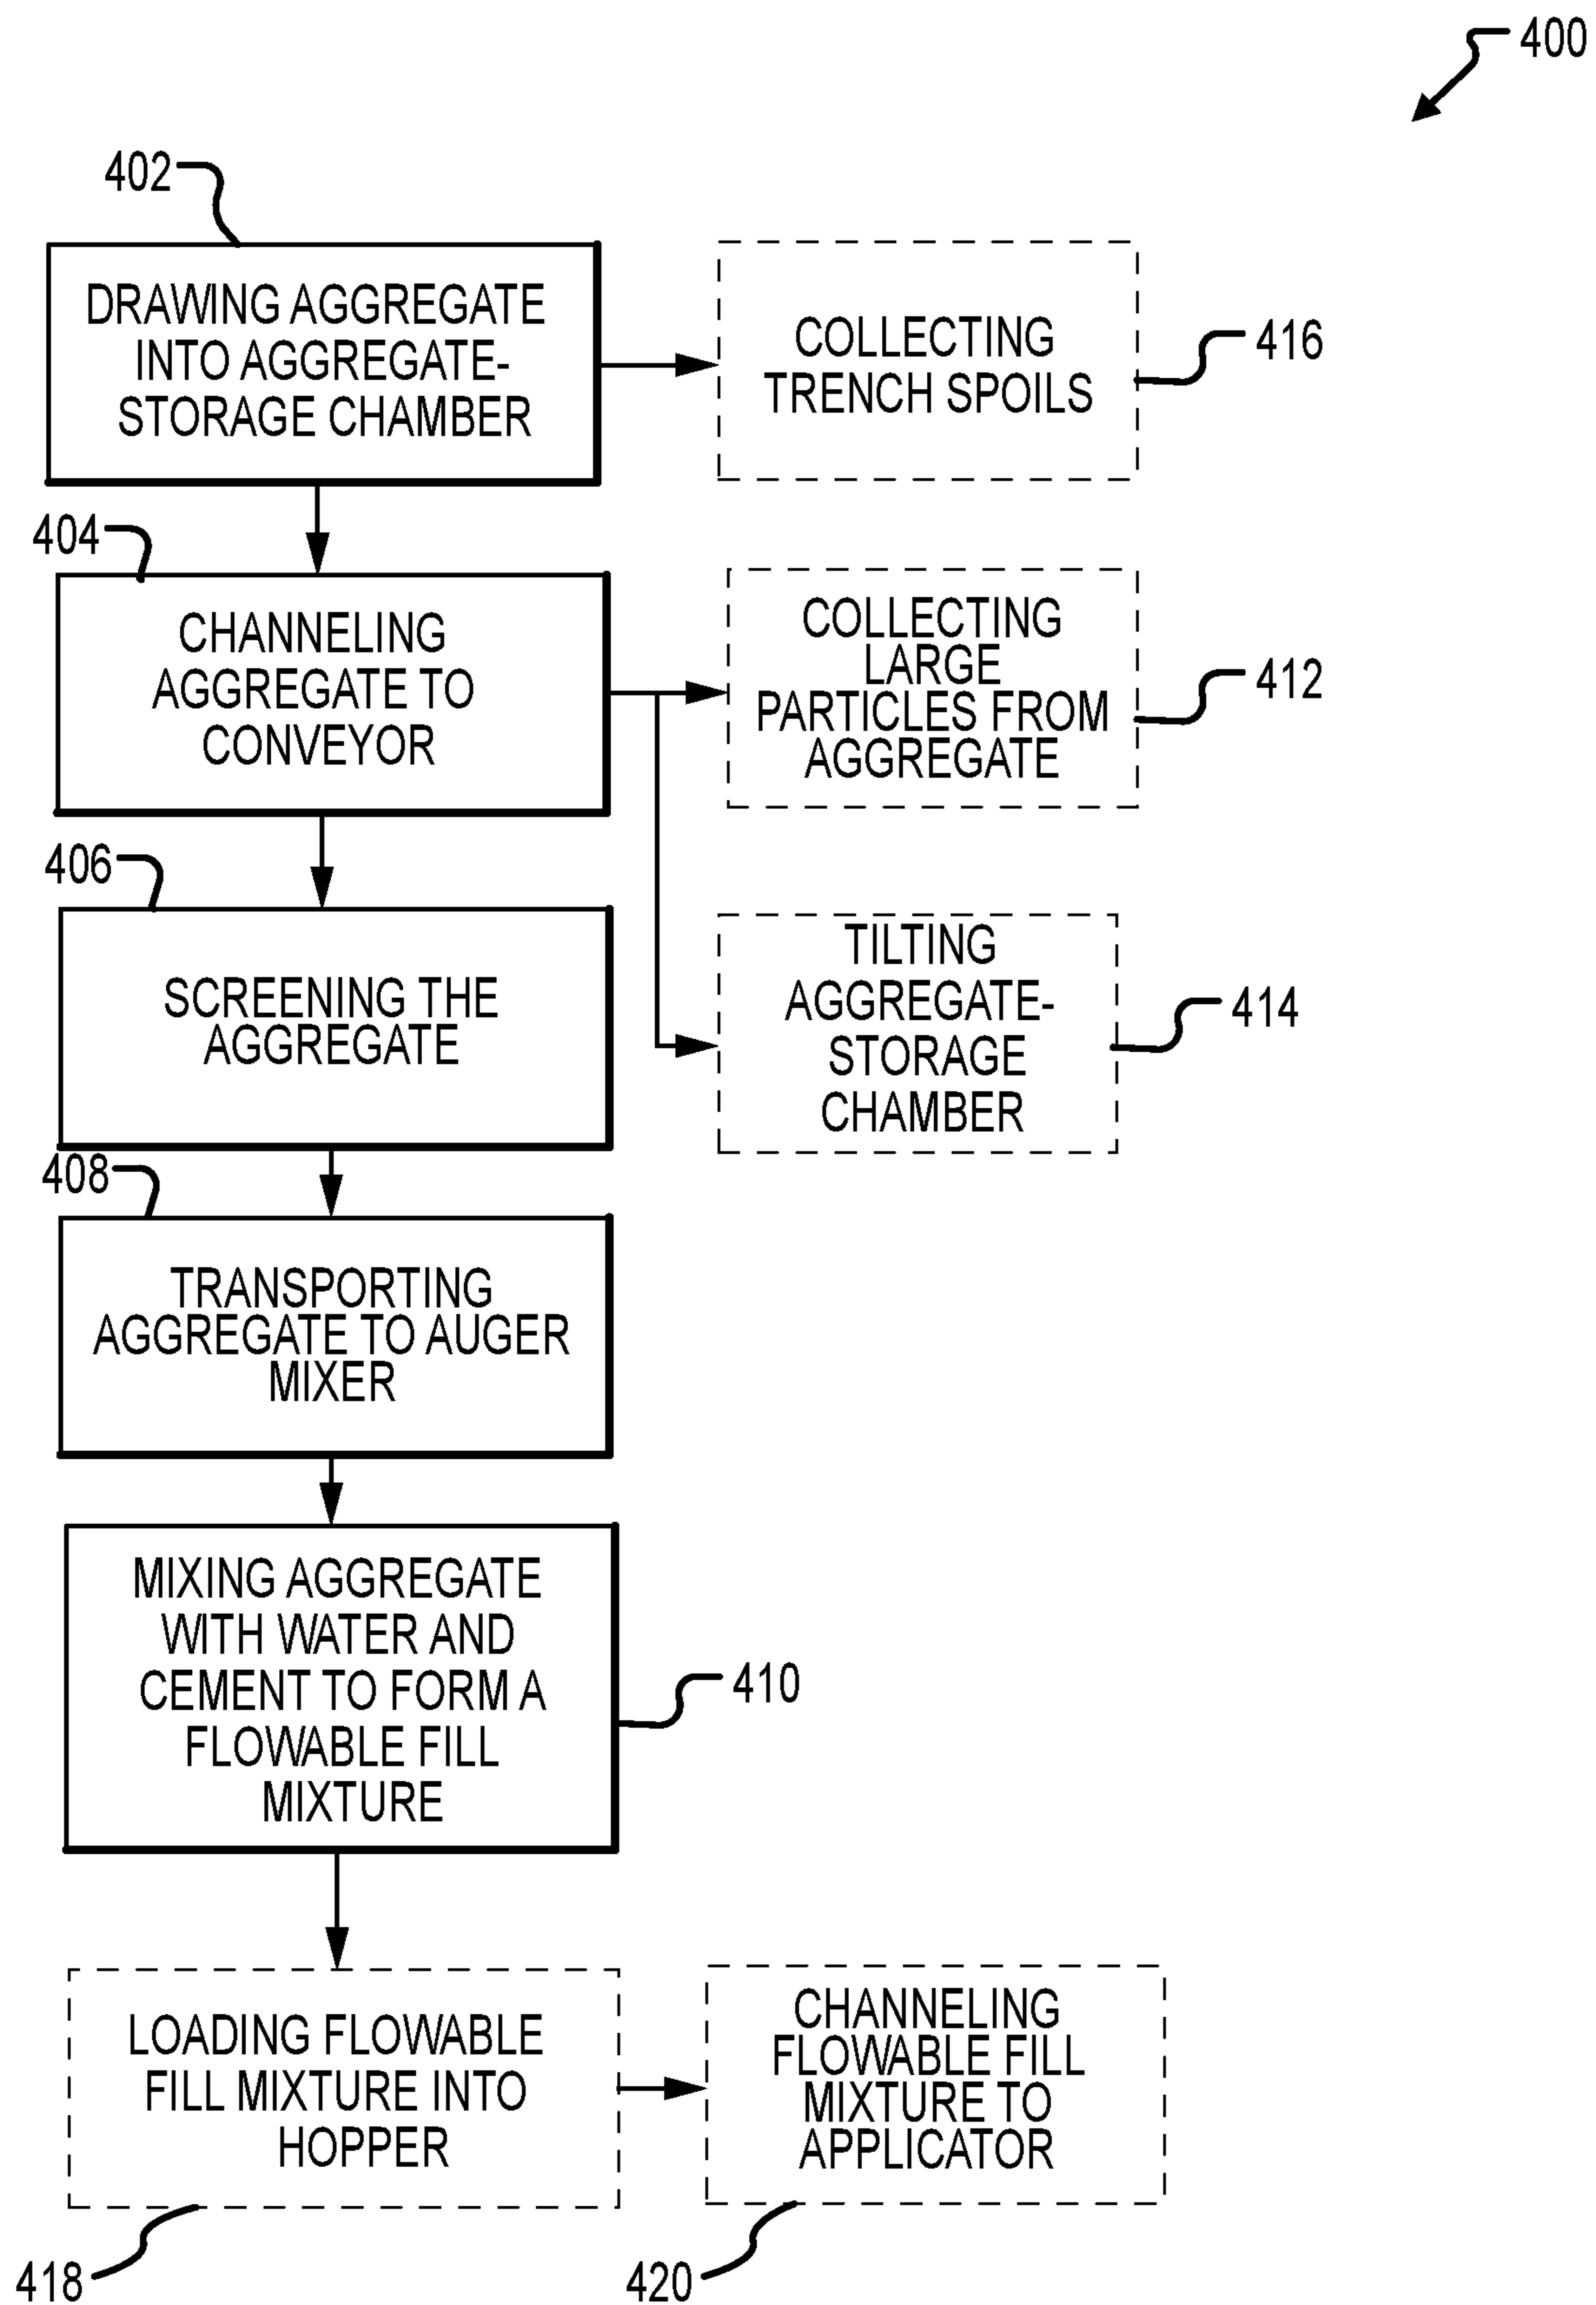 400
402
DRAWING AGGREGATE
INTO AGGREGATE-
STORAGE CHAMBER
COLLECTING
TRENCH SPOILS
416
404
CHANNELING
AGGREGATE TO
CONVEYOR
COLLECTING
LARGE
PARTICLES FROM
AGGREGATE
412
406
SCREENING THE
AGGREGATE
TILTING
AGGREGATE-
STORAGE
CHAMBER
414
408
TRANSPORTING
AGGREGATE TO AUGER
MIXER
MIXING AGGREGATE
WITH WATER AND
CEMENT TO FORM A
FLOWABLE FILL
MIXTURE
410
LOADING FLOWABLE
FILL MIXTURE INTO
HOPPER
418
CHANNELING
FLOWABLE FILL
MIXTURE TO
APPLICATOR
420